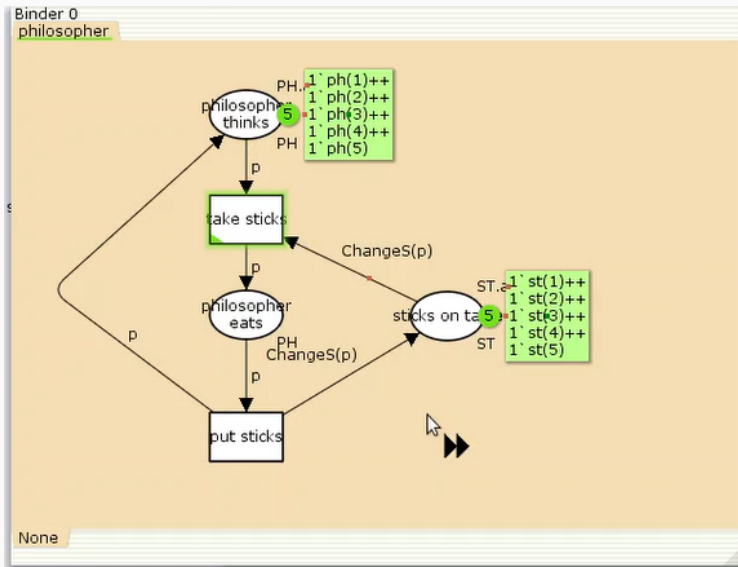 Binder 0
philosopher
PH.
1`ph(1)++
1`ph(2)++
1`ph(3)++
1`ph(4)++
1`ph(5)
philosopher
thinks
5
PH
p
take sticks
p
ChangeS(p)
philosopher
eats
PH
ChangeS(p)
sticks on
5
ST.a
ST
1`st(1)++
1`st(2)++
1`st(3)++
1`st(4)++
1`st(5)
p
p
put sticks
None